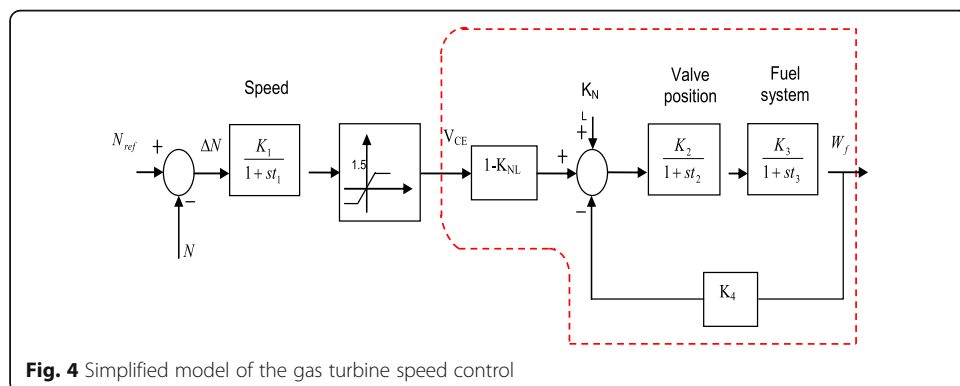 Speed
Valve position
Fuel system
N_ref
+
ΔN
−
N
K_1 / 1 + st_1
1.5
V_CE
1-K_NL
K_N
L
+
+
−
K_2 / 1 + st_2
K_3 / 1 + st_3
W_f
K_4
Fig. 4 Simplified model of the gas turbine speed control